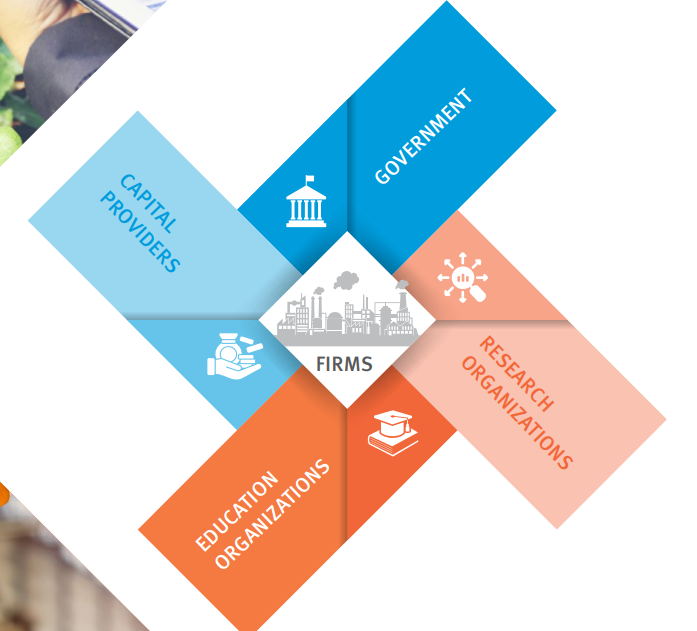 GOVERNMENT
CAPITAL
PROVIDERS
FIRMS
RESEARCH
ORGANIZATIONS
EDUCATION
ORGANIZATIONS